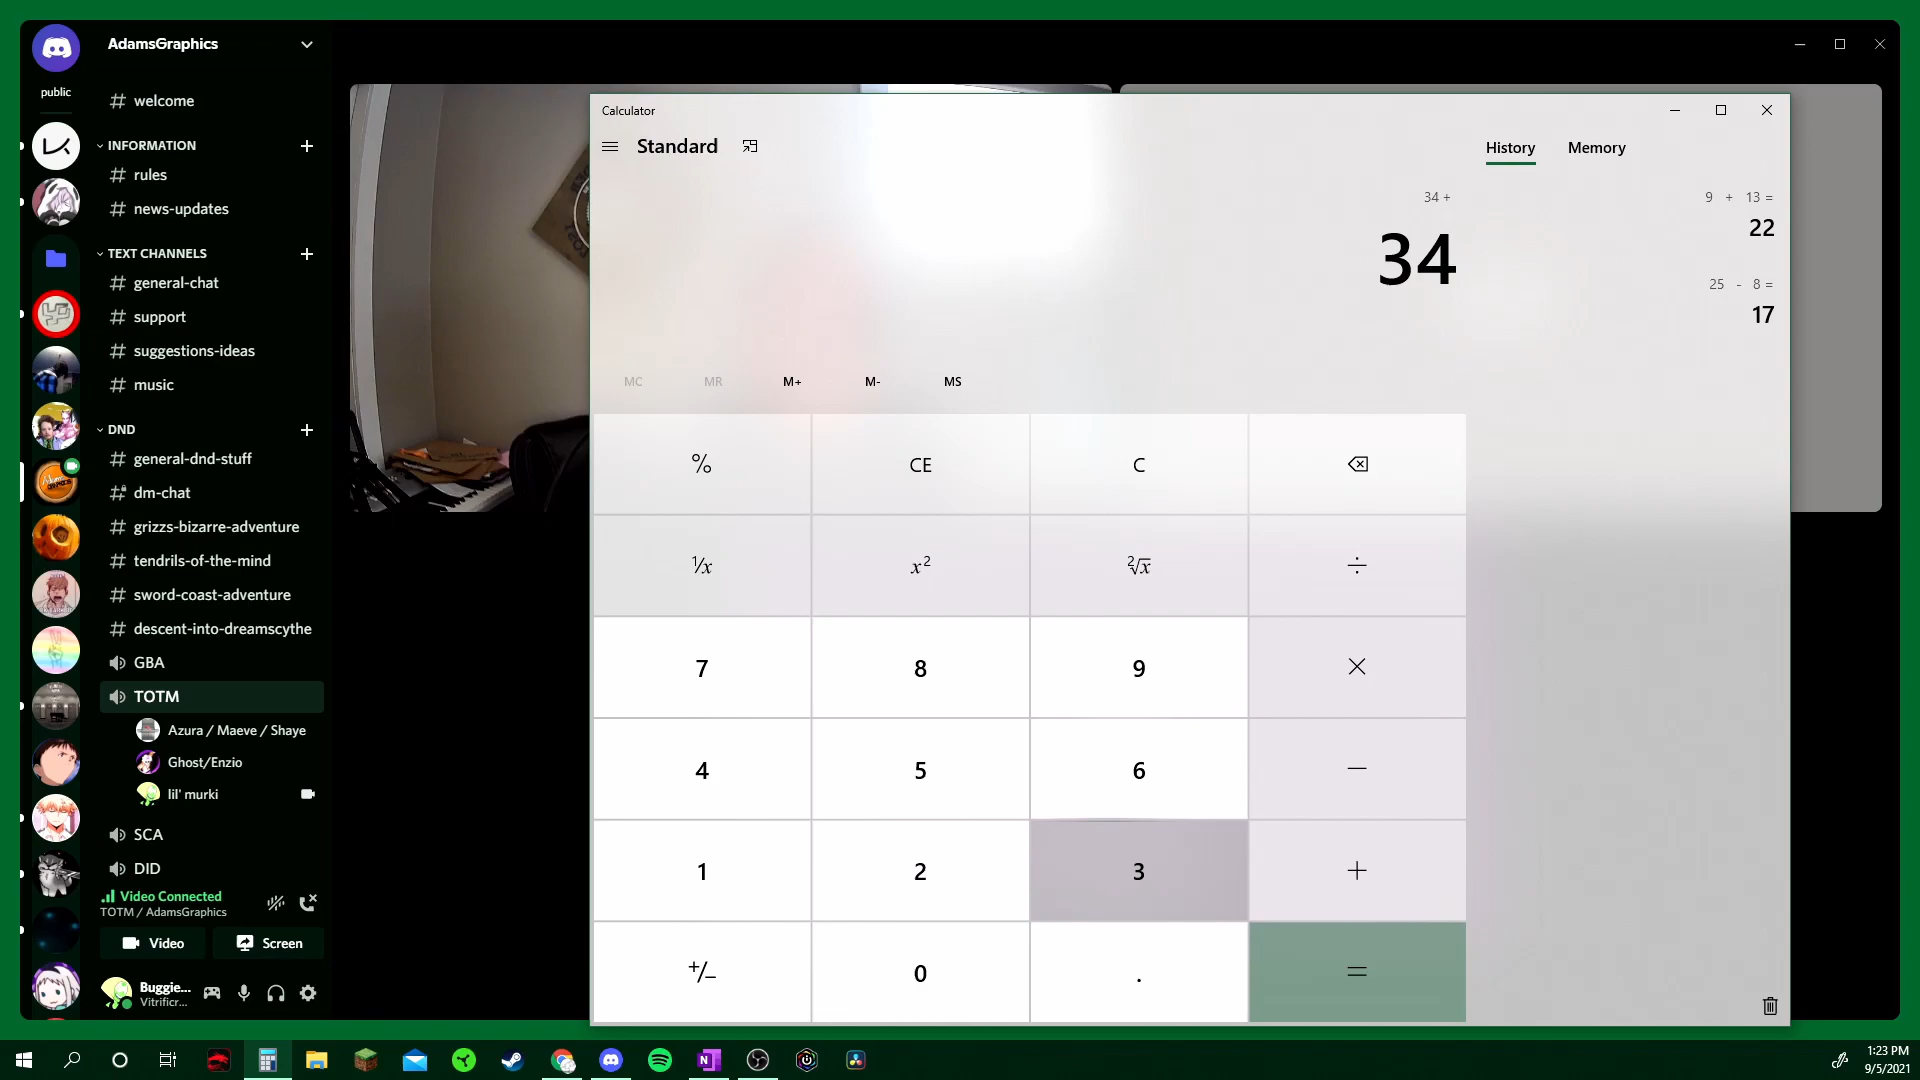 AdamsGraphics
public
# welcome
INFORMATION
# rules
# news-updates
TEXT CHANNELS
# general-chat
# support
# suggestions-ideas
# music
DND
# general-dnd-stuff
# dm-chat
# grizzs-bizarre-adventure
# tendrils-of-the-mind
# sword-coast-adventure
# descent-into-dreamscythe
GBA
TOTM
Azura / Maeve / Shaye
Ghost/Enzio
lil' murki
SCA
DID
Video Connected
TOTM / AdamsGraphics
Video Screen
Buggie...
Vitrificr...
Calculator
Standard
34 +
34
MC MR M+ M- MS
% CE C
¹/x x² ²√x ÷
7 8 9 ×
4 5 6 −
1 2 3 +
+/− 0 . =
History Memory
9 + 13 =
22
25 - 8 =
17
1:23 PM
9/5/2021